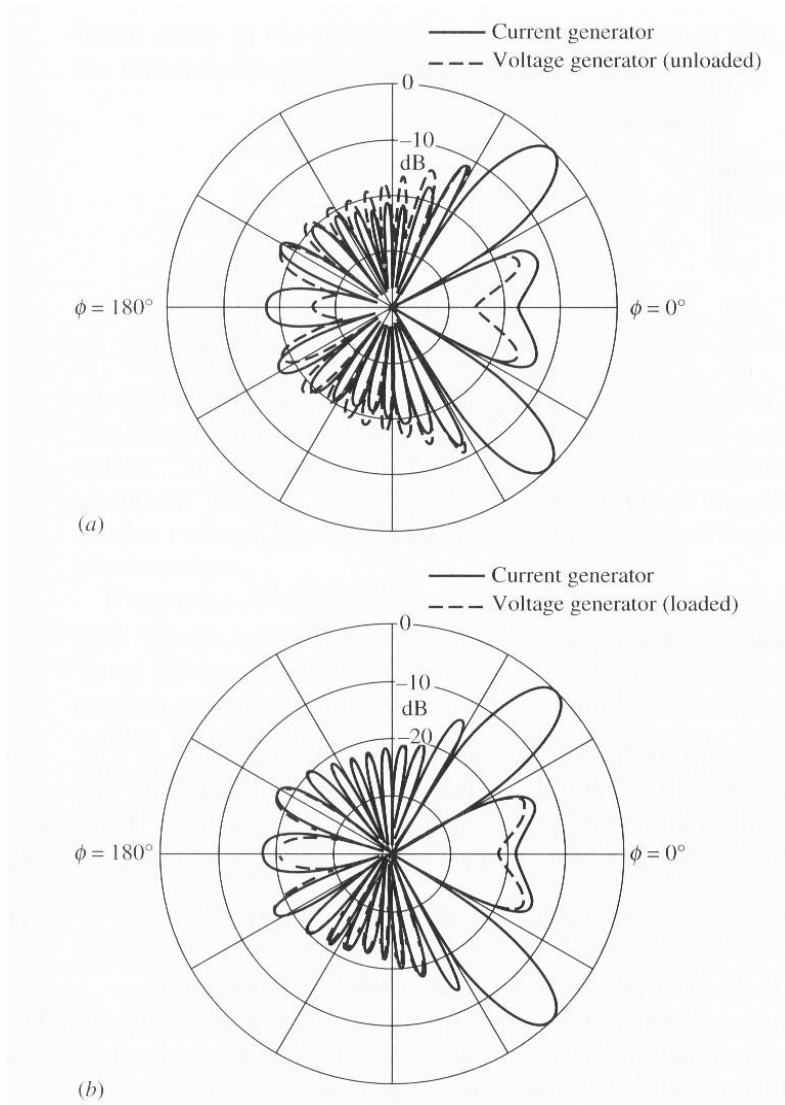 Current generator
Voltage generator (unloaded)
0
−10
dB
ϕ = 180°
ϕ = 0°
(a)
Current generator
Voltage generator (loaded)
0
−10
dB
−20
ϕ = 180°
ϕ = 0°
(b)